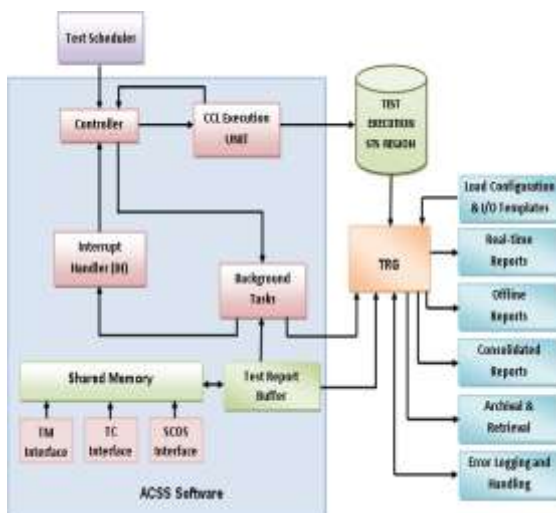 Test Scheduler
Controller
CCL Execution
UNIT
TEST
EXECUTION
STS REGION
Load Configuration
& I/O Templates
Real-time
Reports
Interrupt
Handler (IH)
Background
Tasks
TRG
Offline
Reports
Consolidated
Reports
Shared Memory
Test Report
Buffer
Archival &
Retrieval
TM
Interface
TC
Interface
SCOS
Interface
Error Logging and
Handling
ACSS Software